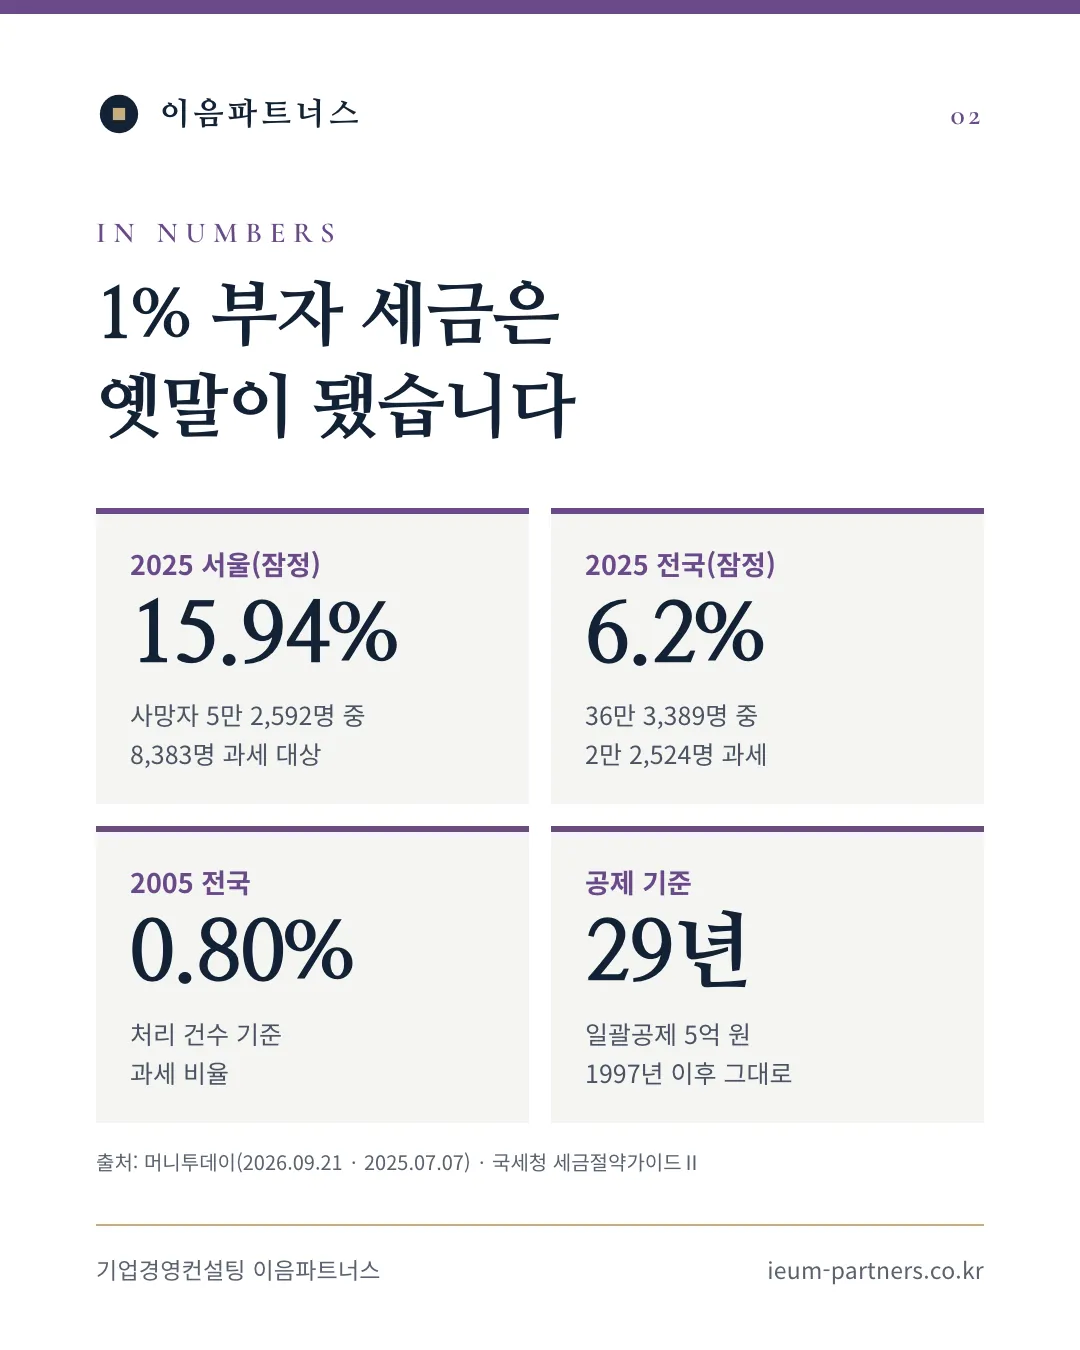 이음파트너스
02
IN NUMBERS
1% 부자 세금은
옛말이 됐습니다
2025 서울(잠정)
15.94%
사망자 5만 2,592명 중
8,383명 과세 대상
2025 전국(잠정)
6.2%
36만 3,389명 중
2만 2,524명 과세
2005 전국
0.80%
처리 건수 기준
과세 비율
공제 기준
29년
일괄공제 5억 원
1997년 이후 그대로
출처: 머니투데이(2026.09.21 · 2025.07.07) · 국세청 세금절약가이드Ⅱ
기업경영컨설팅 이음파트너스
ieum-partners.co.kr